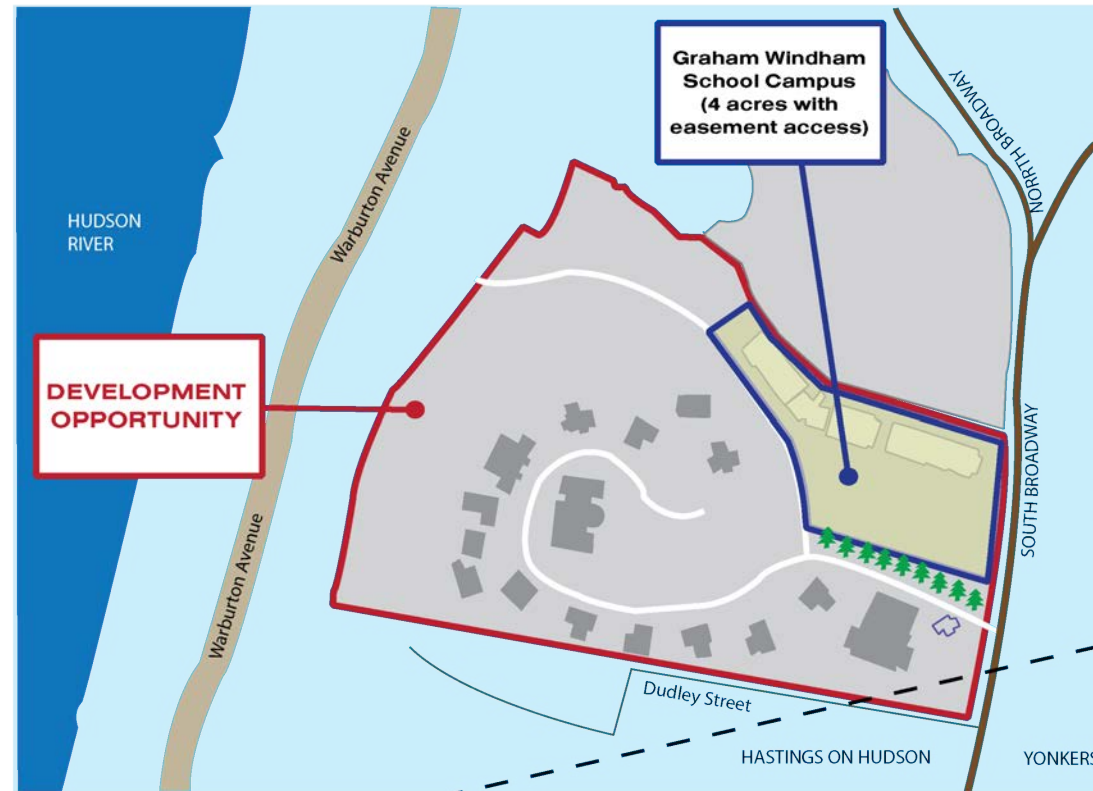 Graham Windham
School Campus
(4 acres with
easement access)
NORRTH BROADWAY
Warburton Avenue
HUDSON
RIVER
DEVELOPMENT
OPPORTUNITY
SOUTH BROADWAY
Warburton Avenue
Dudley Street
HASTINGS ON HUDSON
YONKERS